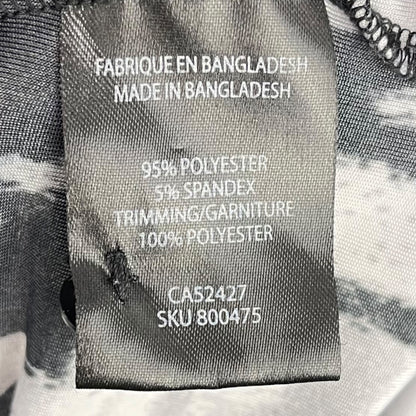 FABRIQUE EN BANGLADESH
MADE IN BANGLADESH
95% POLYESTER
5% SPANDEX
TRIMMING/GARNITURE
100% POLYESTER
CA52427
SKU 800475